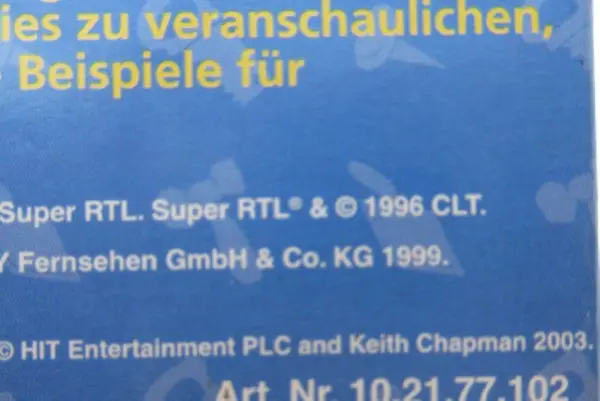 ies zu veranschaulichen,
Beispiele für
Super RTL. Super RTL® & © 1996 CLT.
Y Fernsehen GmbH & Co. KG 1999.
© HIT Entertainment PLC and Keith Chapman 2003.
Art. Nr. 10.21.77.102